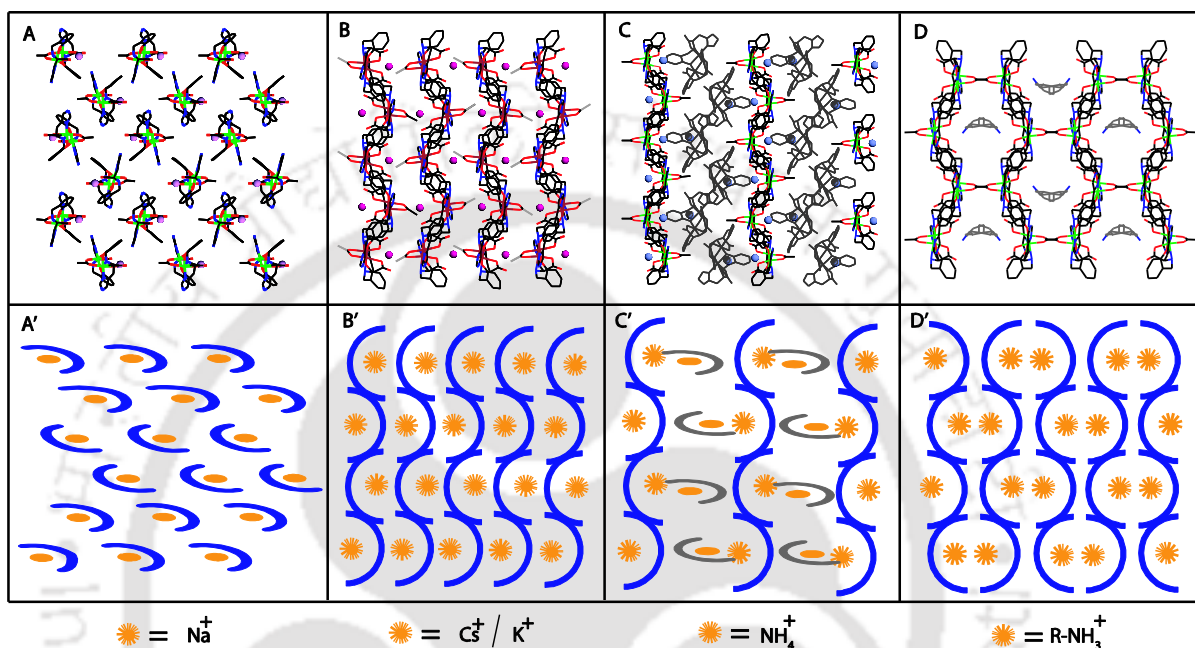 A B C D
A' B' C' D'
= Na+ = Cs+ / K+ = NH4+ = R-NH3+